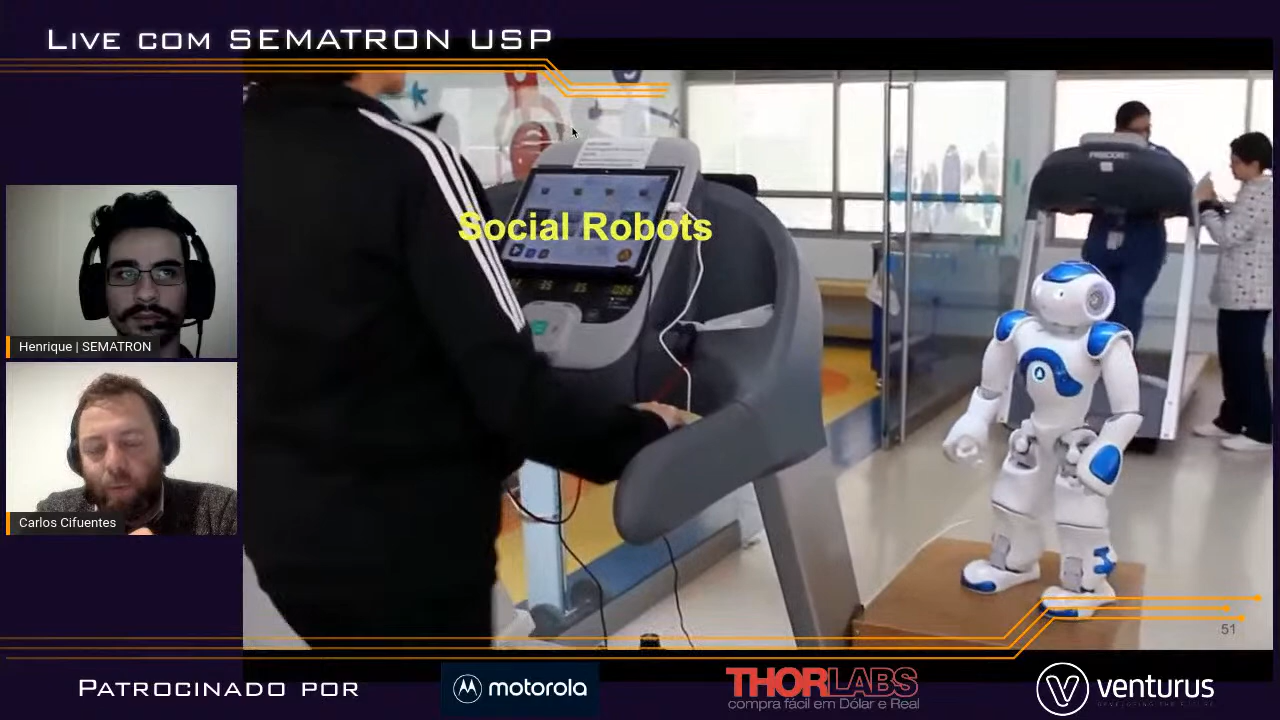 LIVE COM SEMATRON USP
Social Robots
PRECOR
Henrique | SEMATRON
Carlos Cifuentes
51
PATROCINADO POR
motorola
THORLABS
compra fácil em Dólar e Real
venturus